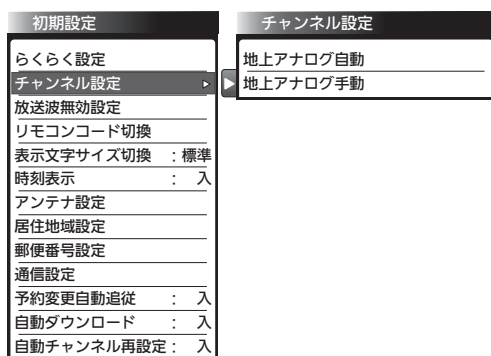 初期設定
らくらく設定
チャンネル設定
放送波無効設定
リモコンコード切換
表示文字サイズ切換 : 標準
時刻表示 : 入
アンテナ設定
居住地域設定
郵便番号設定
通信設定
予約変更自動追従 : 入
自動ダウンロード : 入
自動チャンネル再設定 : 入
チャンネル設定
地上アナログ自動
地上アナログ手動